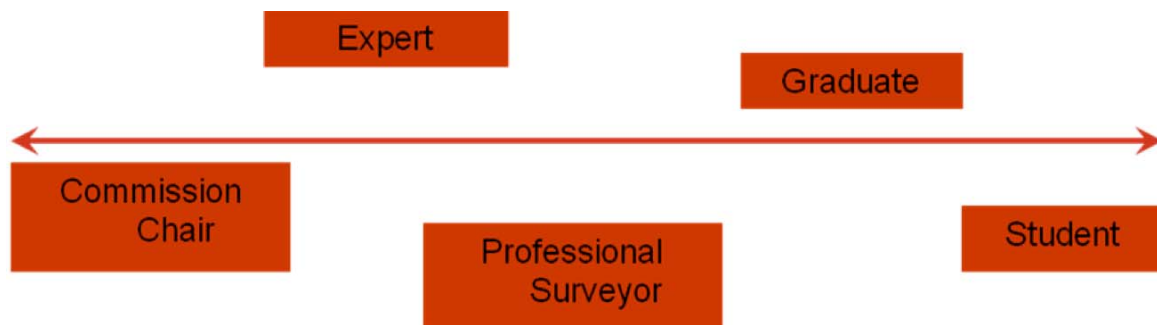 Expert
Graduate
Commission
Chair
Professional
Surveyor
Student